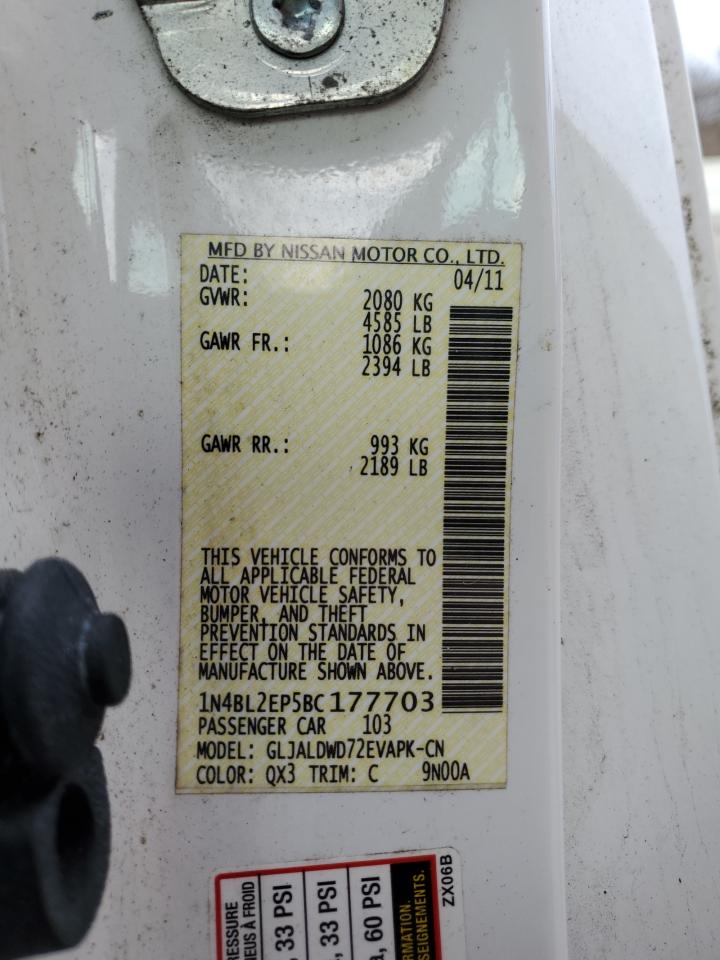 MFD BY NISSAN MOTOR CO., LTD.
DATE: 04/11
GVWR: 2080 KG
4585 LB
GAWR FR.: 1086 KG
2394 LB
GAWR RR.: 993 KG
2189 LB
THIS VEHICLE CONFORMS TO
ALL APPLICABLE FEDERAL
MOTOR VEHICLE SAFETY,
BUMPER, AND THEFT
PREVENTION STANDARDS IN
EFFECT ON THE DATE OF
MANUFACTURE SHOWN ABOVE.
1N4BL2EP5BC177703
PASSENGER CAR 103
MODEL: GLJALDWD72EVAPK-CN
COLOR: QX3 TRIM: C 9N00A
33 PSI
33 PSI
60 PSI
ZX06B